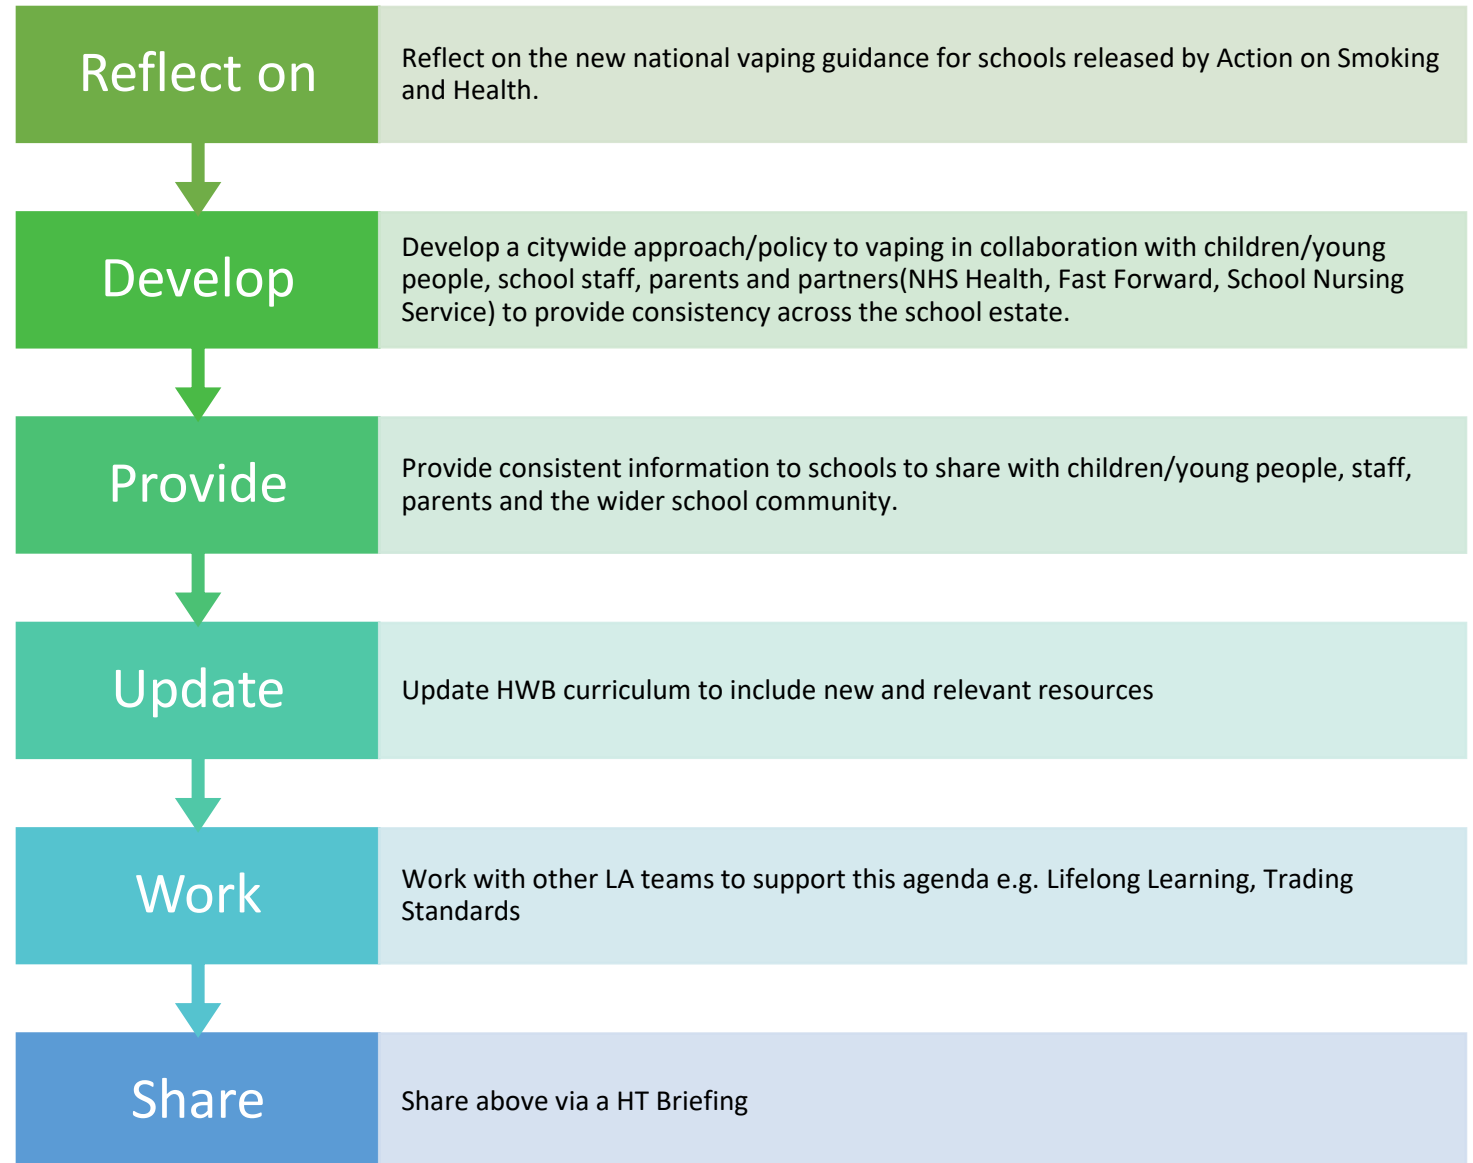 Reflect on
Reflect on the new national vaping guidance for schools released by Action on Smoking
and Health.
Develop
Develop a citywide approach/policy to vaping in collaboration with children/young
people, school staff, parents and partners(NHS Health, Fast Forward, School Nursing
Service) to provide consistency across the school estate.
Provide
Provide consistent information to schools to share with children/young people, staff,
parents and the wider school community.
Update
Update HWB curriculum to include new and relevant resources
Work
Work with other LA teams to support this agenda e.g. Lifelong Learning, Trading
Standards
Share
Share above via a HT Briefing